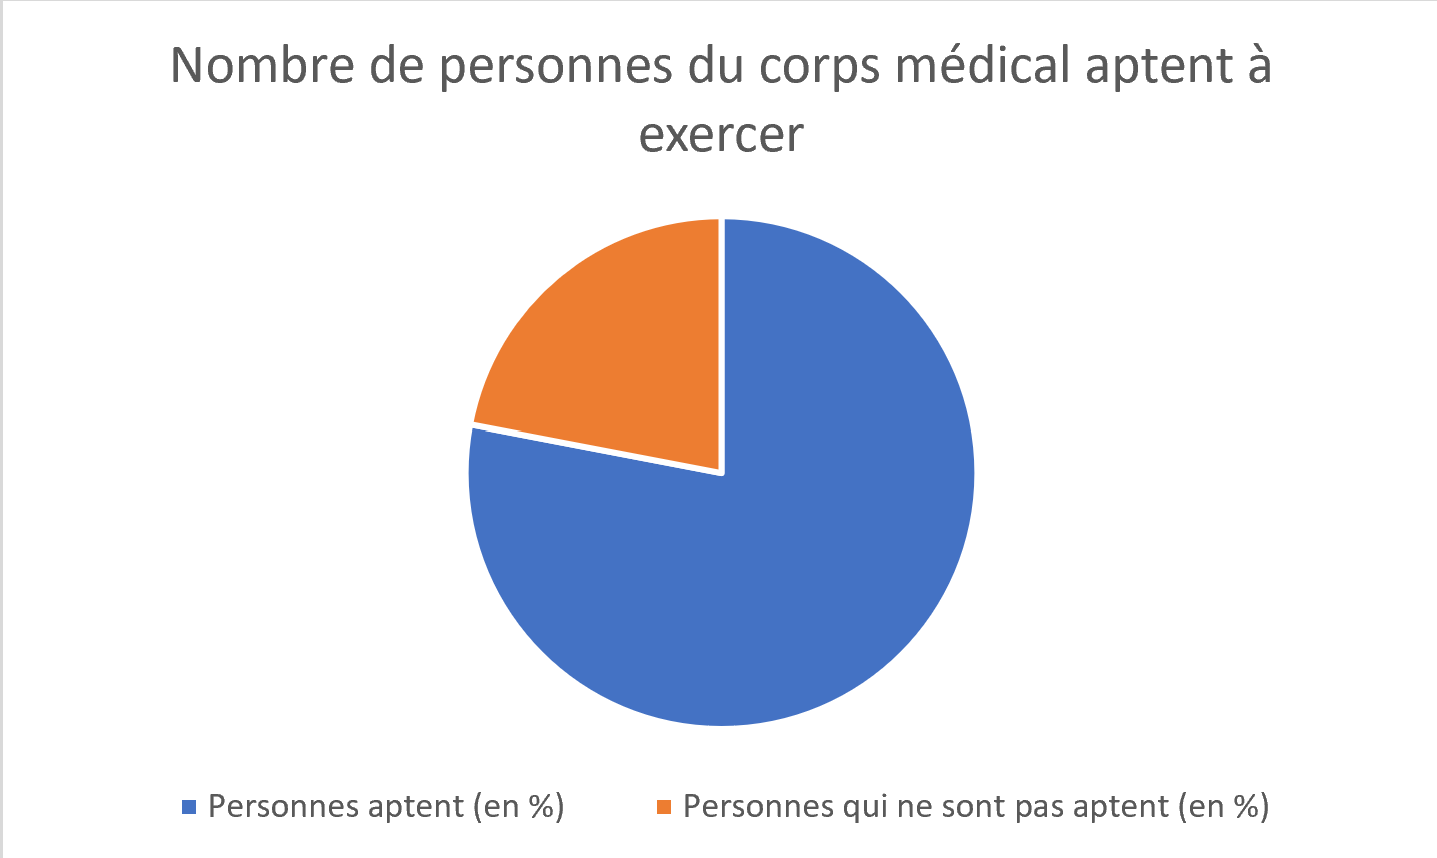 Nombre de personnes du corps médical aptent à
exercer
Personnes aptent (en %)
Personnes qui ne sont pas aptent (en %)